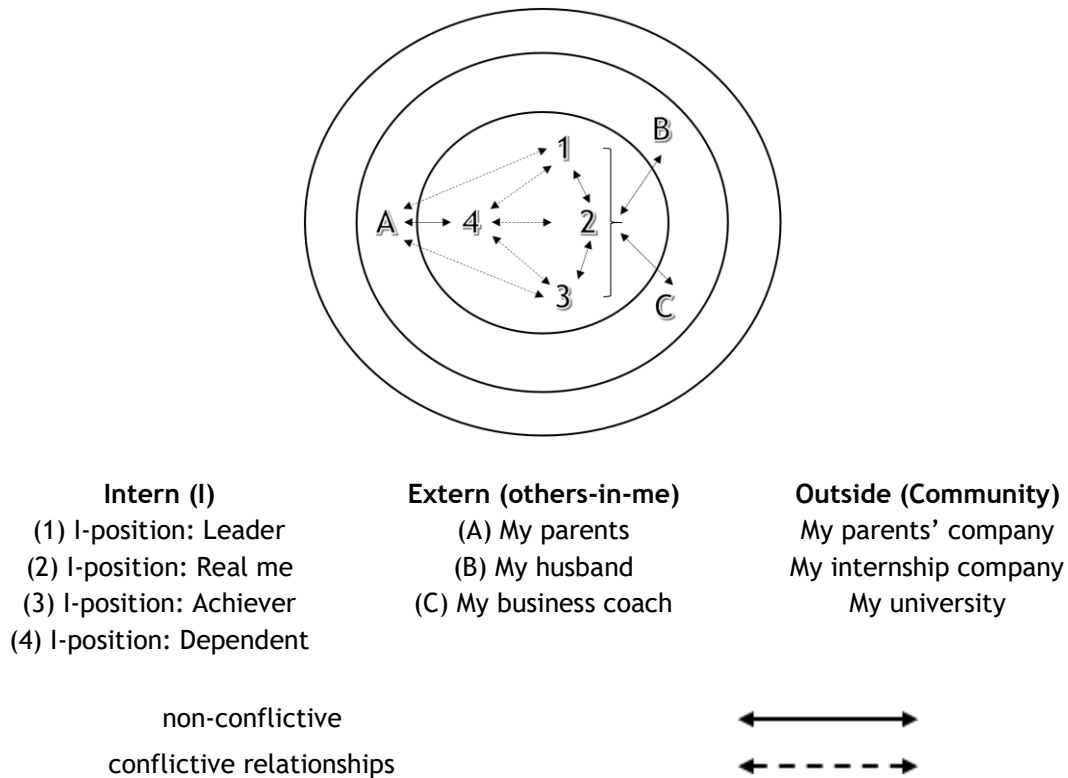 1
B
A
4
2
3
C
Intern (I)
Extern (others-in-me)
Outside (Community)
(1) I-position: Leader
(A) My parents
My parents’ company
(2) I-position: Real me
(B) My husband
My internship company
(3) I-position: Achiever
(C) My business coach
My university
(4) I-position: Dependent
non-conflictive
conflictive relationships